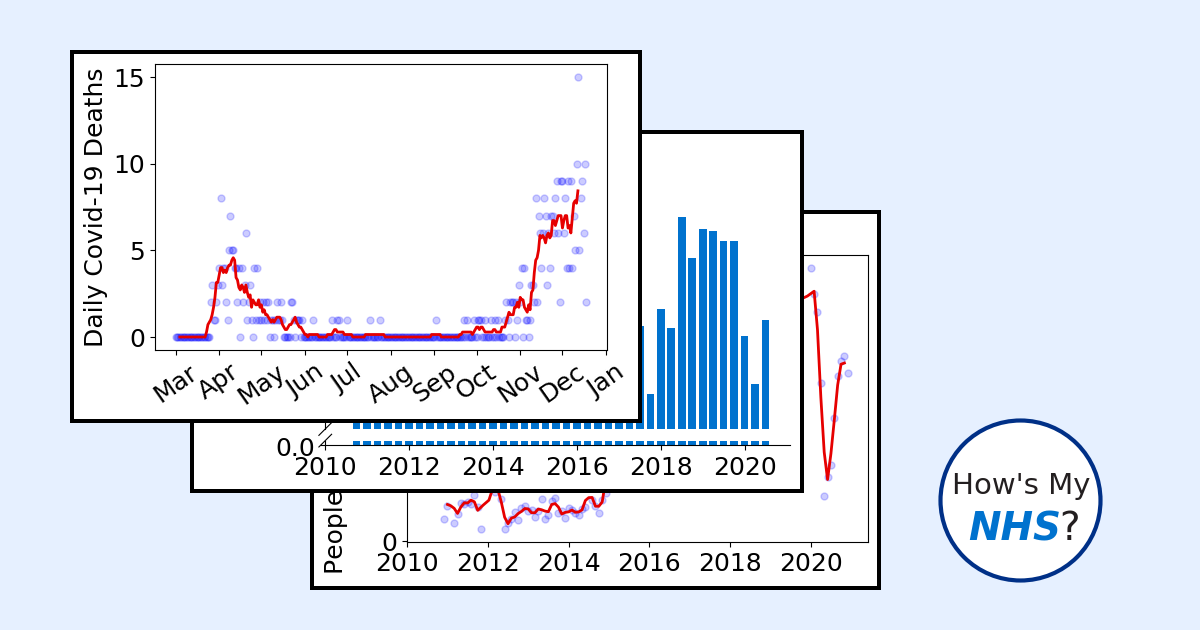 Daily Covid-19 Deaths
15
10
5
0
Mar Apr May Jun Jul Aug Sep Oct Nov Dec Jan
0.0
2010 2012 2014 2016 2018 2020
People
0
2010 2012 2014 2016 2018 2020
How's My
NHS?